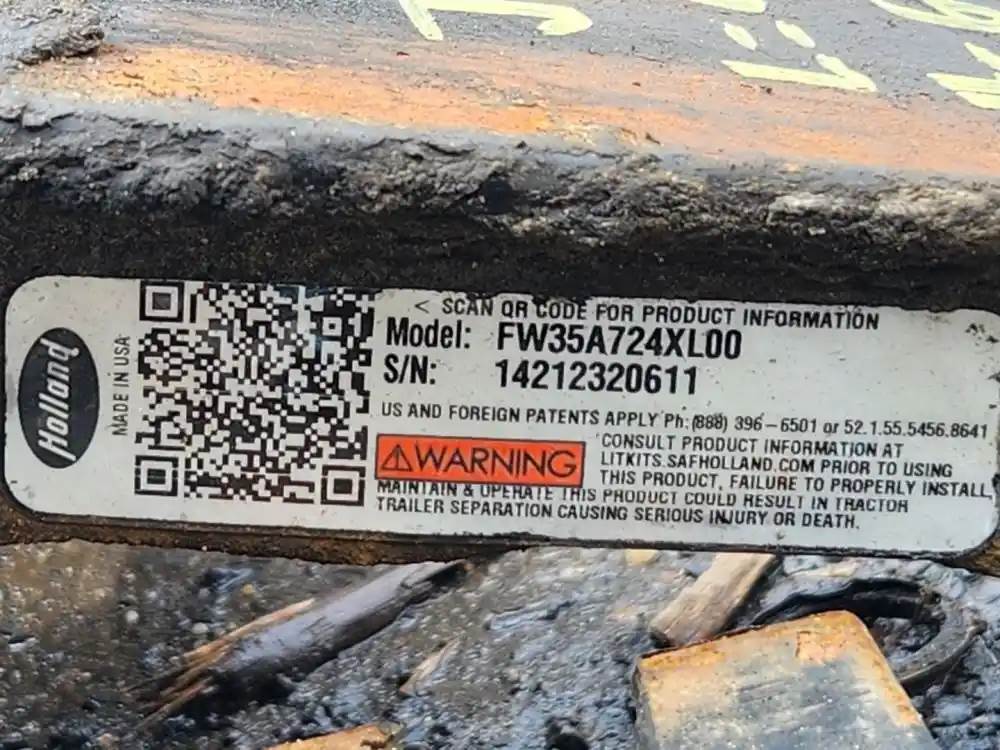 Holland
MADE IN USA
< SCAN QR CODE FOR PRODUCT INFORMATION
Model: FW35A724XL00
S/N: 14212320611
US AND FOREIGN PATENTS APPLY Ph: (888) 396-6501 or 52.1.55.5456.8641
⚠WARNING
CONSULT PRODUCT INFORMATION AT
LITKITS.SAFHOLLAND.COM PRIOR TO USING
THIS PRODUCT, FAILURE TO PROPERLY INSTALL,
MAINTAIN & OPERATE THIS PRODUCT COULD RESULT IN TRACTOR
TRAILER SEPARATION CAUSING SERIOUS INJURY OR DEATH.